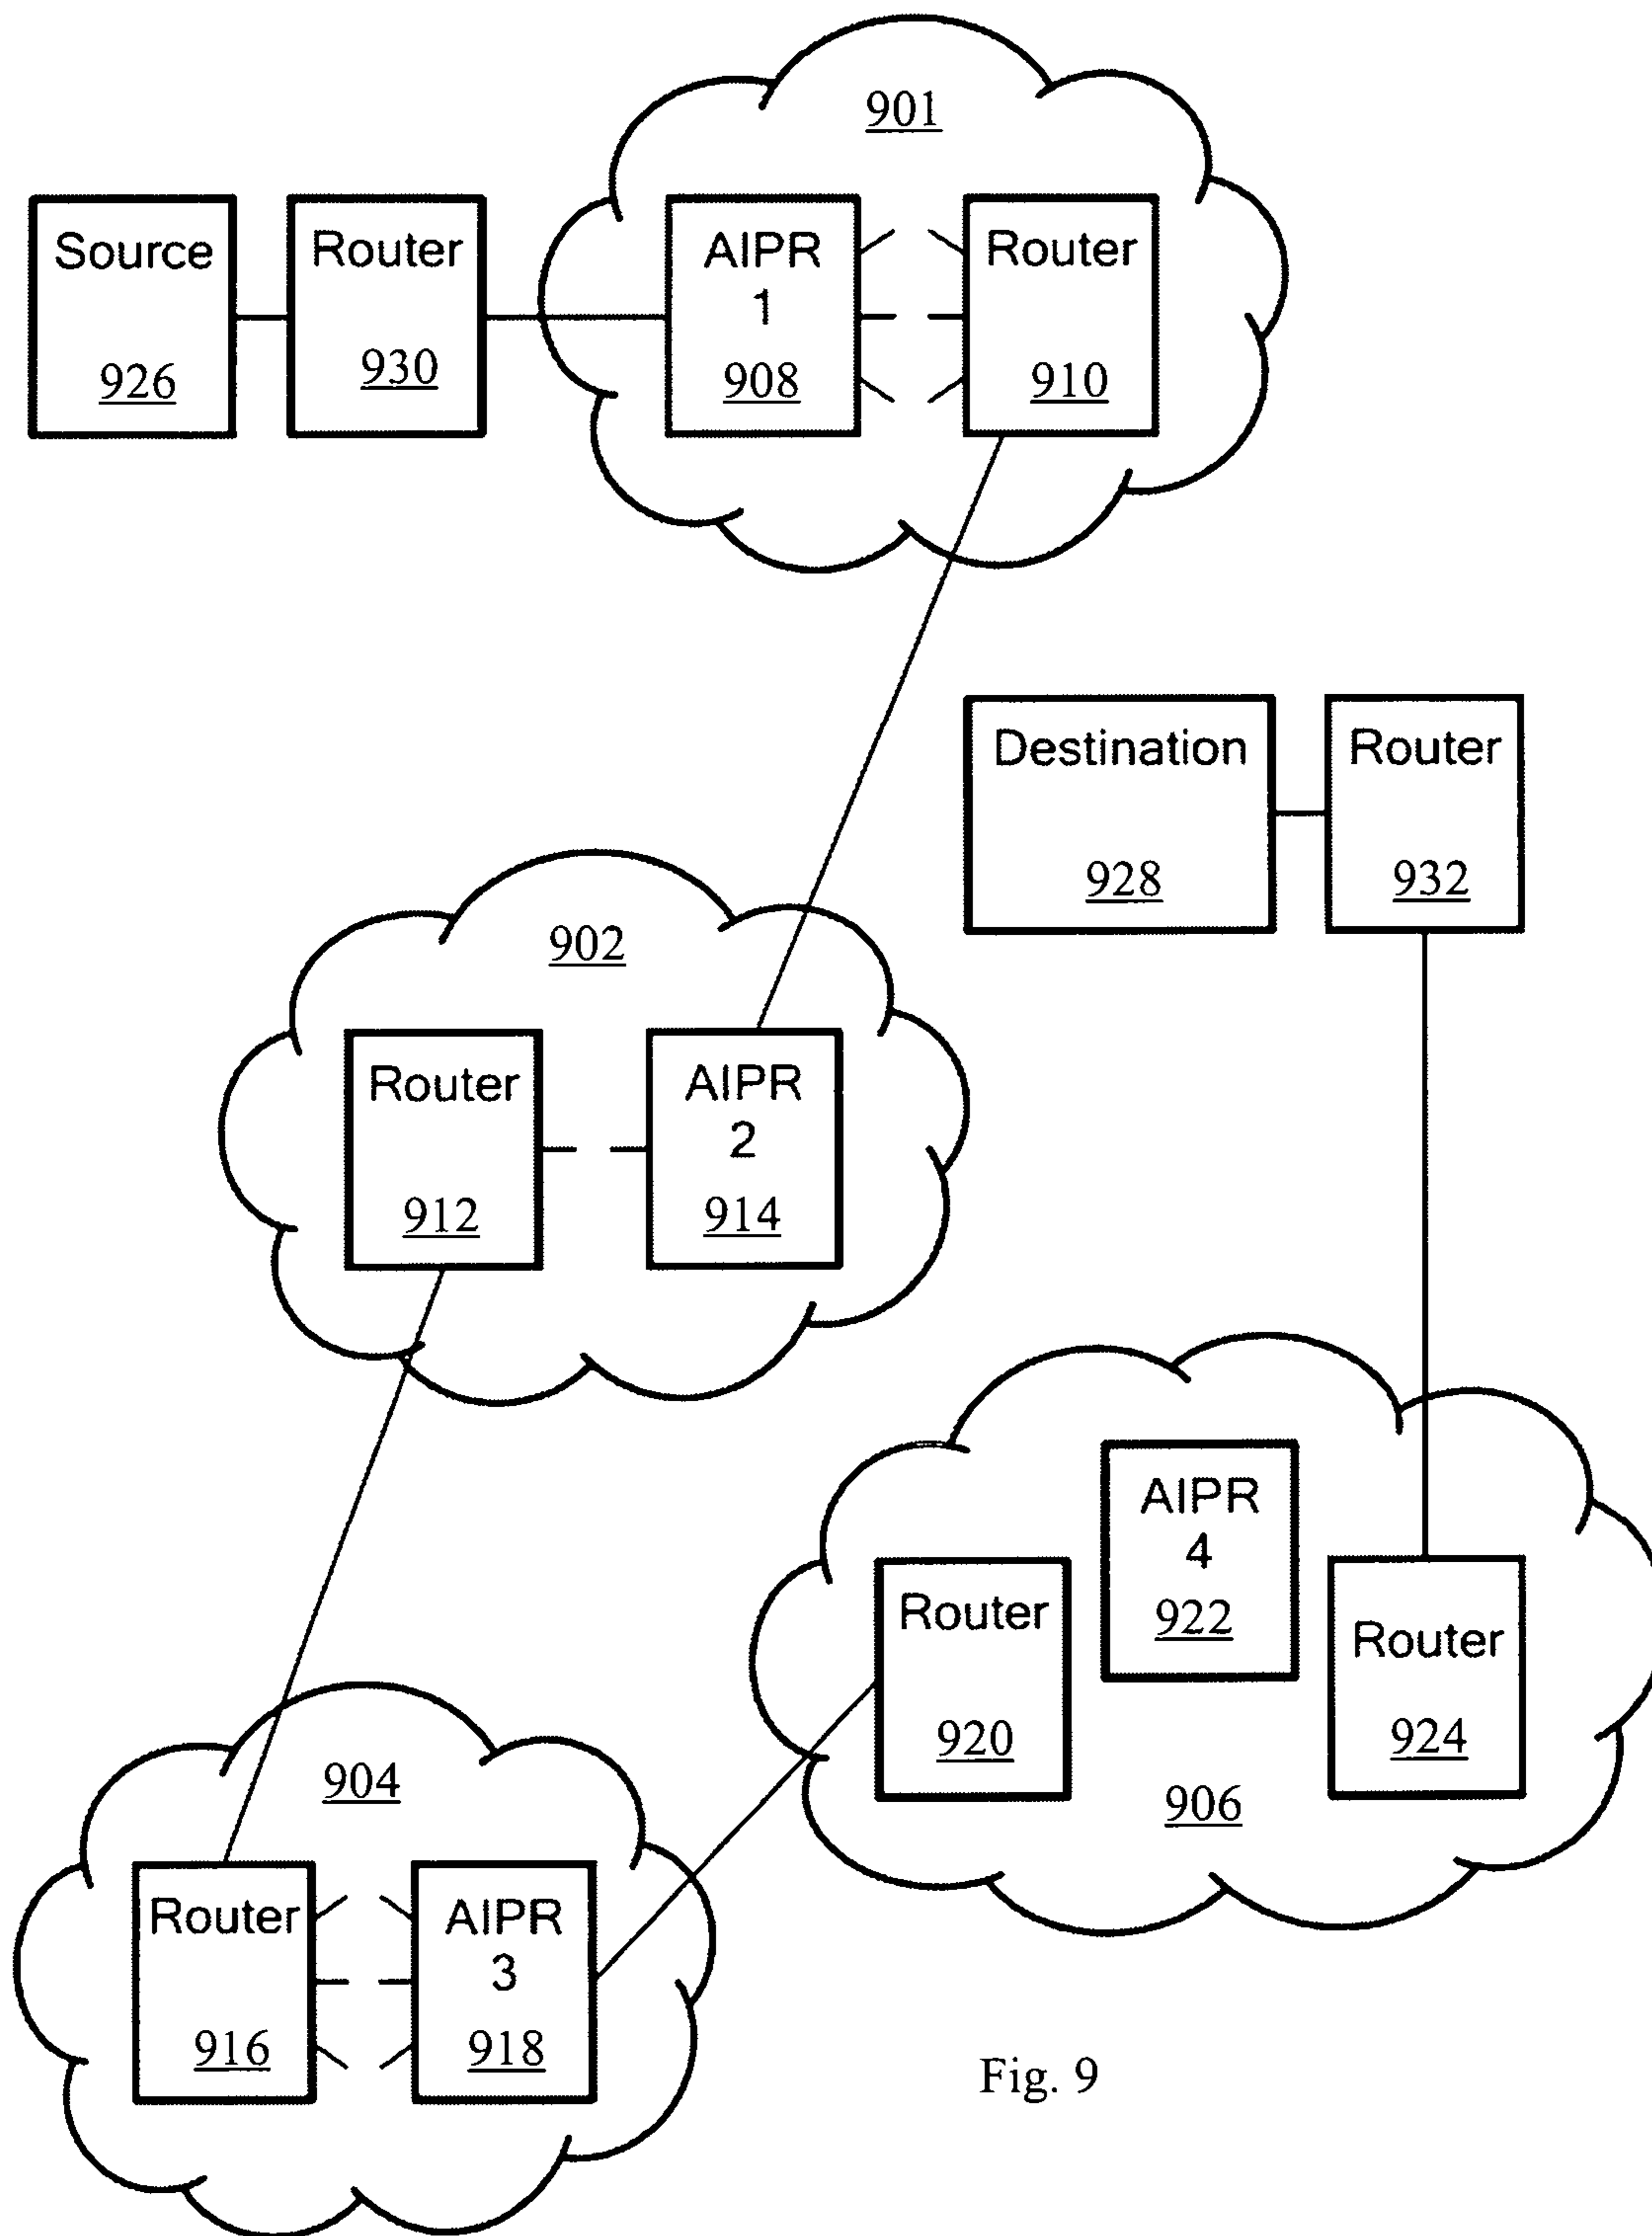 901
Source
926
Router
930
AIPR
1
908
Router
910
Destination
928
Router
932
902
Router
912
AIPR
2
914
AIPR
4
922
Router
920
Router
924
906
904
Router
916
AIPR
3
918
Fig. 9